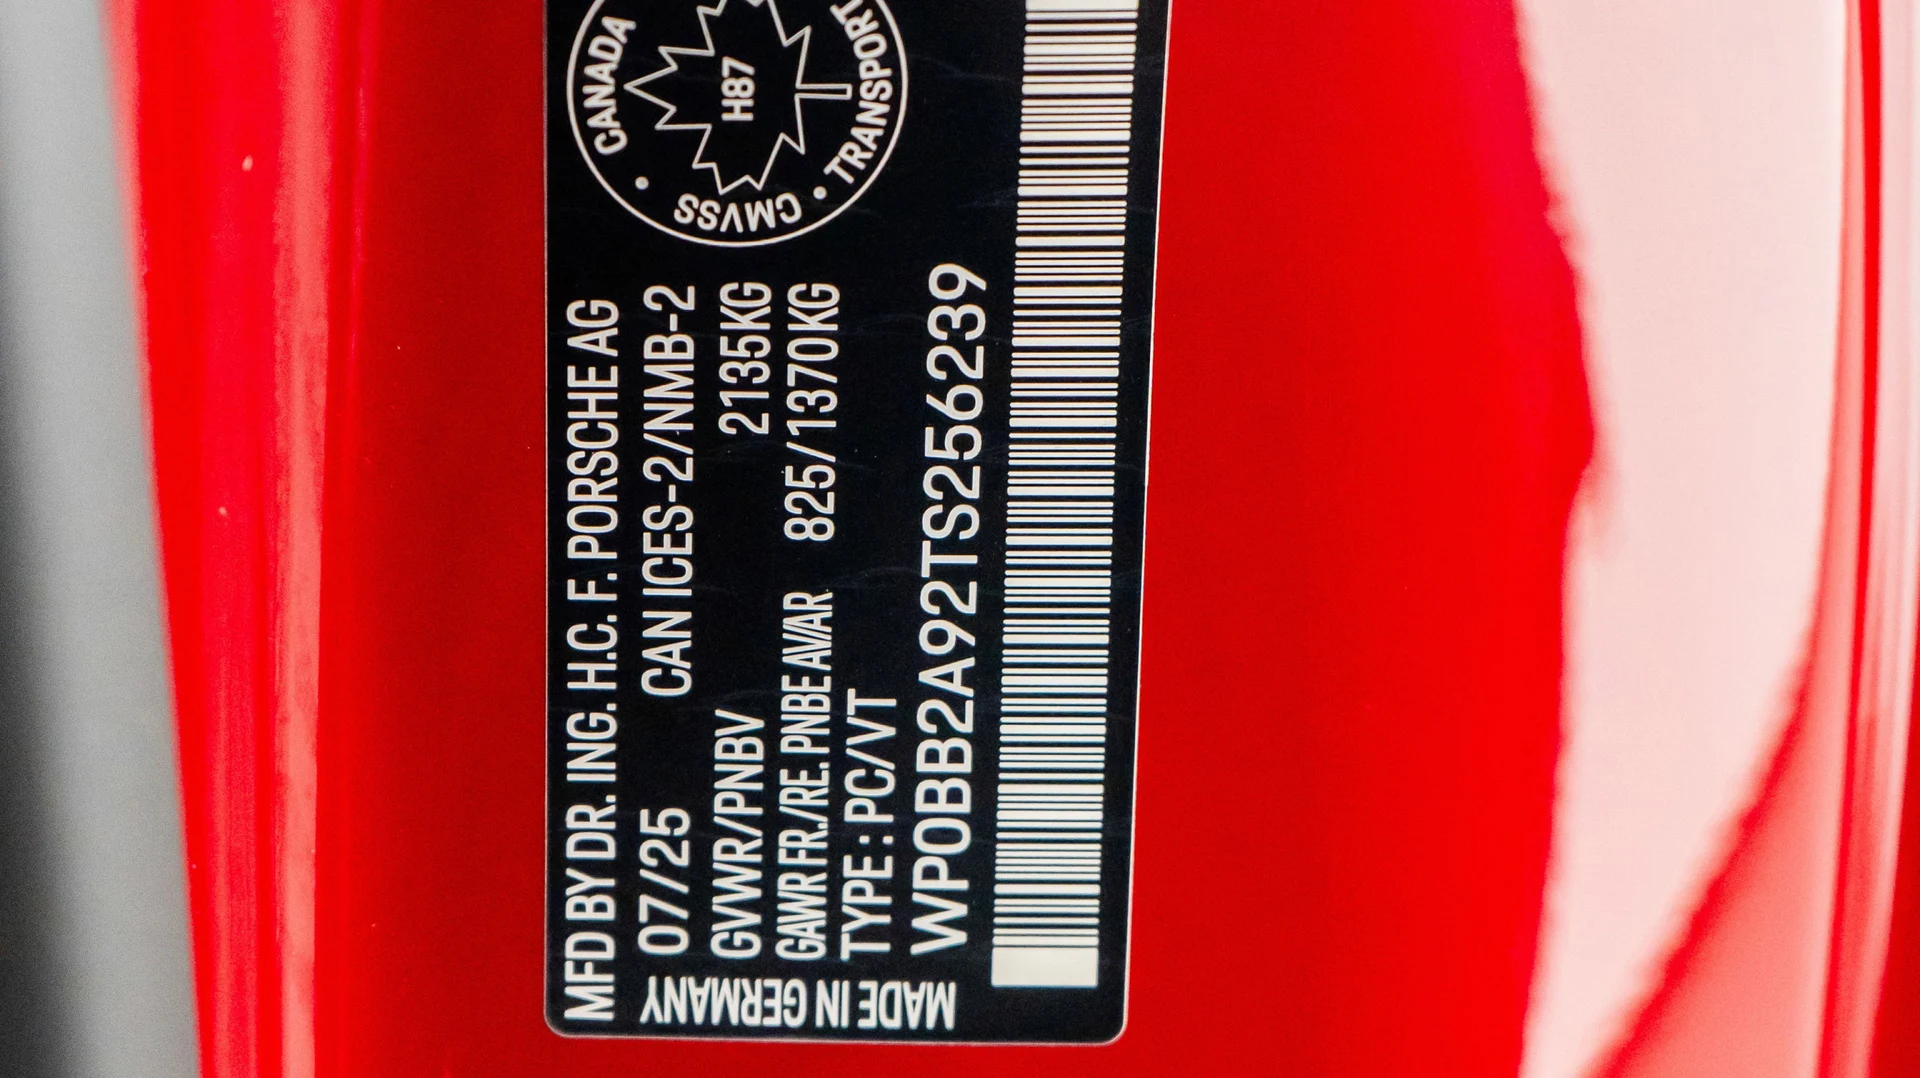 MFD BY DR. ING. H.C. F. PORSCHE AG
07/25 CAN ICES-2/NMB-2
GVWR/PNBV 2135KG
GAWR FR./RE. PNBE AV/AR 825/1370KG
TYPE : PC/VT
WP0BB2A92TS256239
MADE IN GERMANY
CANADA
H87
TRANSPORT
CMVSS